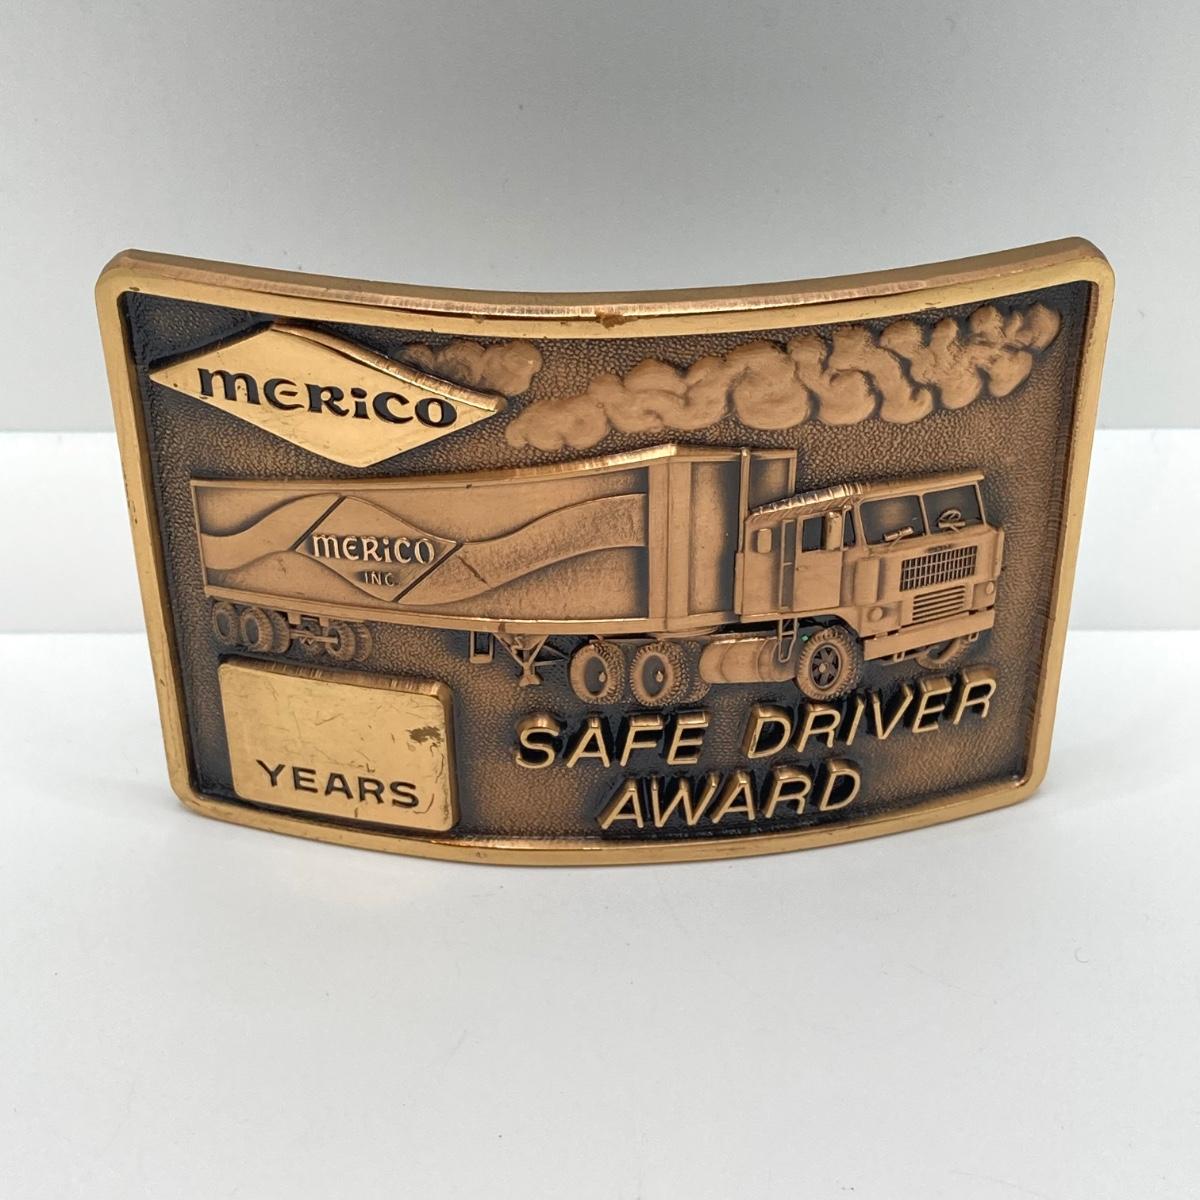 MERiCO
MERiCO
INC.
YEARS
SAFE DRIVER
AWARD